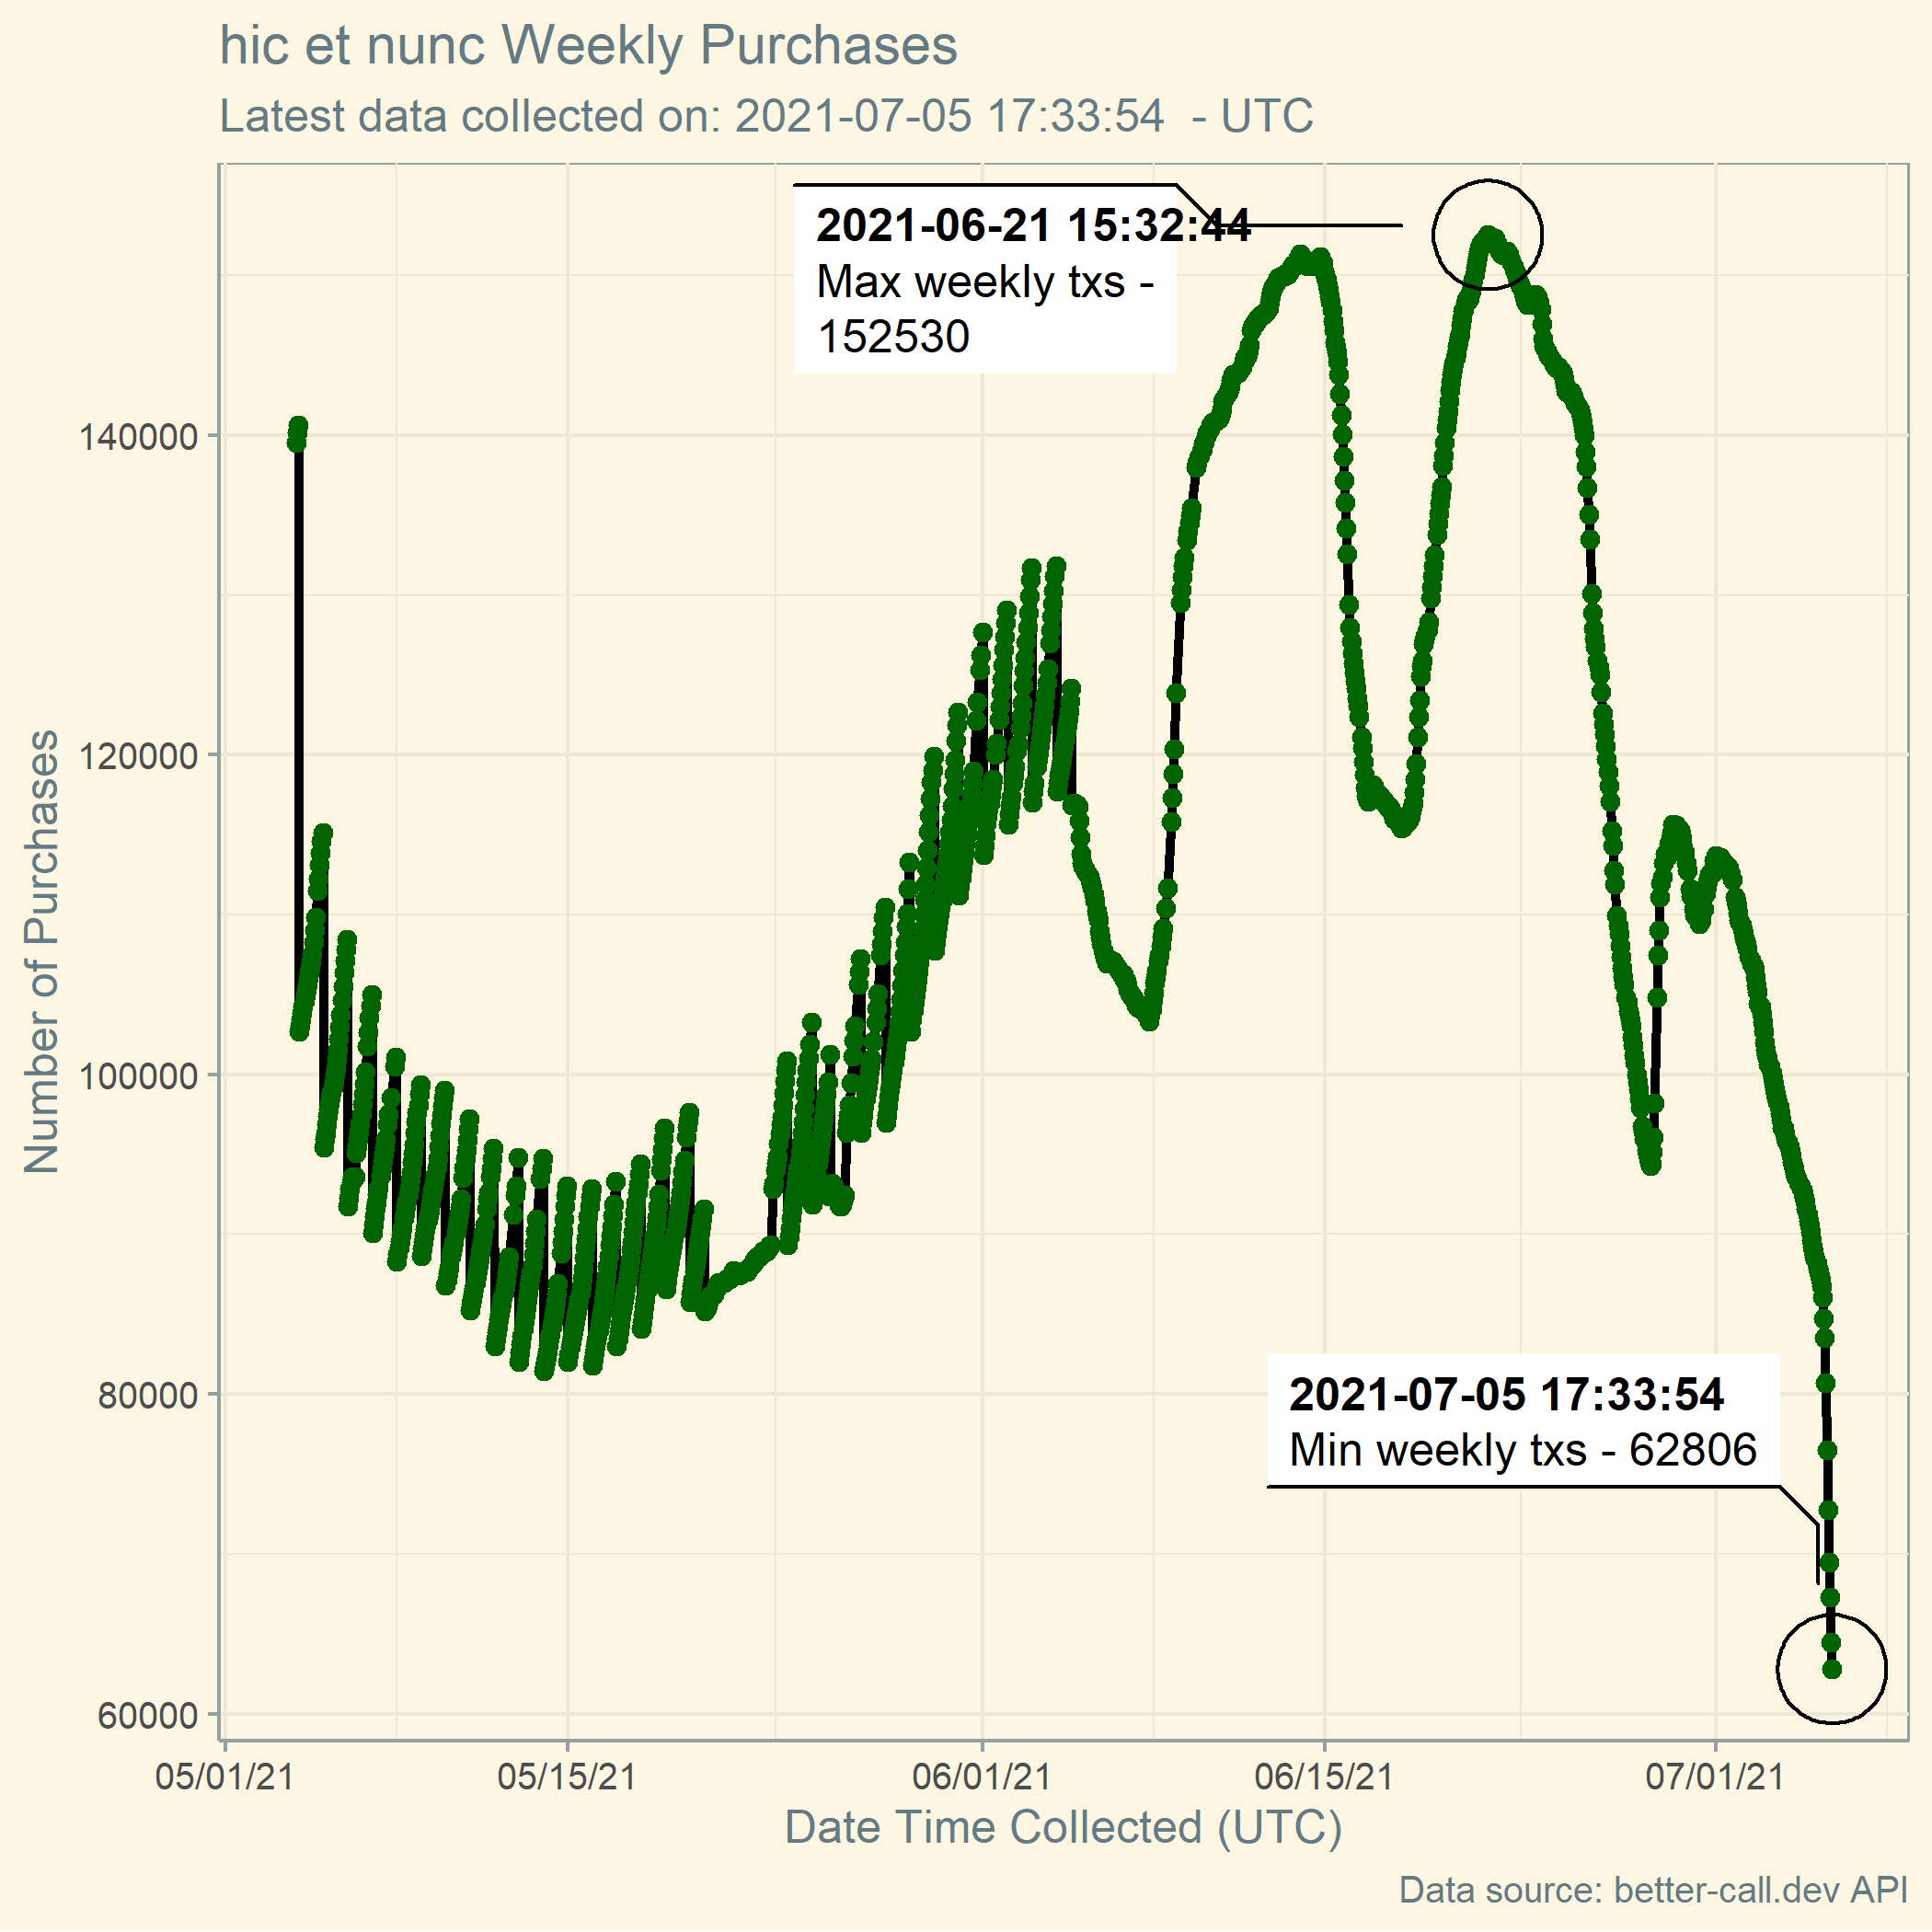 hic et nunc Weekly Purchases
Latest data collected on: 2021-07-05 17:33:54  - UTC
2021-06-21 15:32:44
Max weekly txs -
152530
140000
120000
100000
80000
60000
Number of Purchases
2021-07-05 17:33:54
Min weekly txs - 62806
05/01/21 05/15/21 06/01/21 06/15/21 07/01/21
Date Time Collected (UTC)
Data source: better-call.dev API